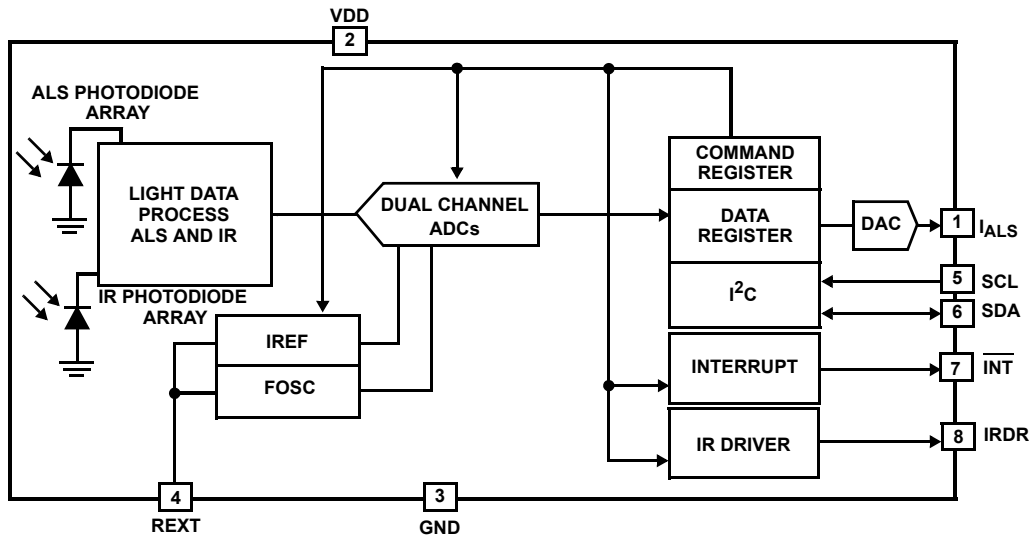 VDD
2
ALS PHOTODIODE
ARRAY
LIGHT DATA
PROCESS
ALS AND IR
DUAL CHANNEL
ADCs
COMMAND
REGISTER
DATA
REGISTER
I²C
DAC
1
I_ALS
5
SCL
6
SDA
IR PHOTODIODE
ARRAY
IREF
FOSC
INTERRUPT
7
INT
IR DRIVER
8
IRDR
4
REXT
3
GND